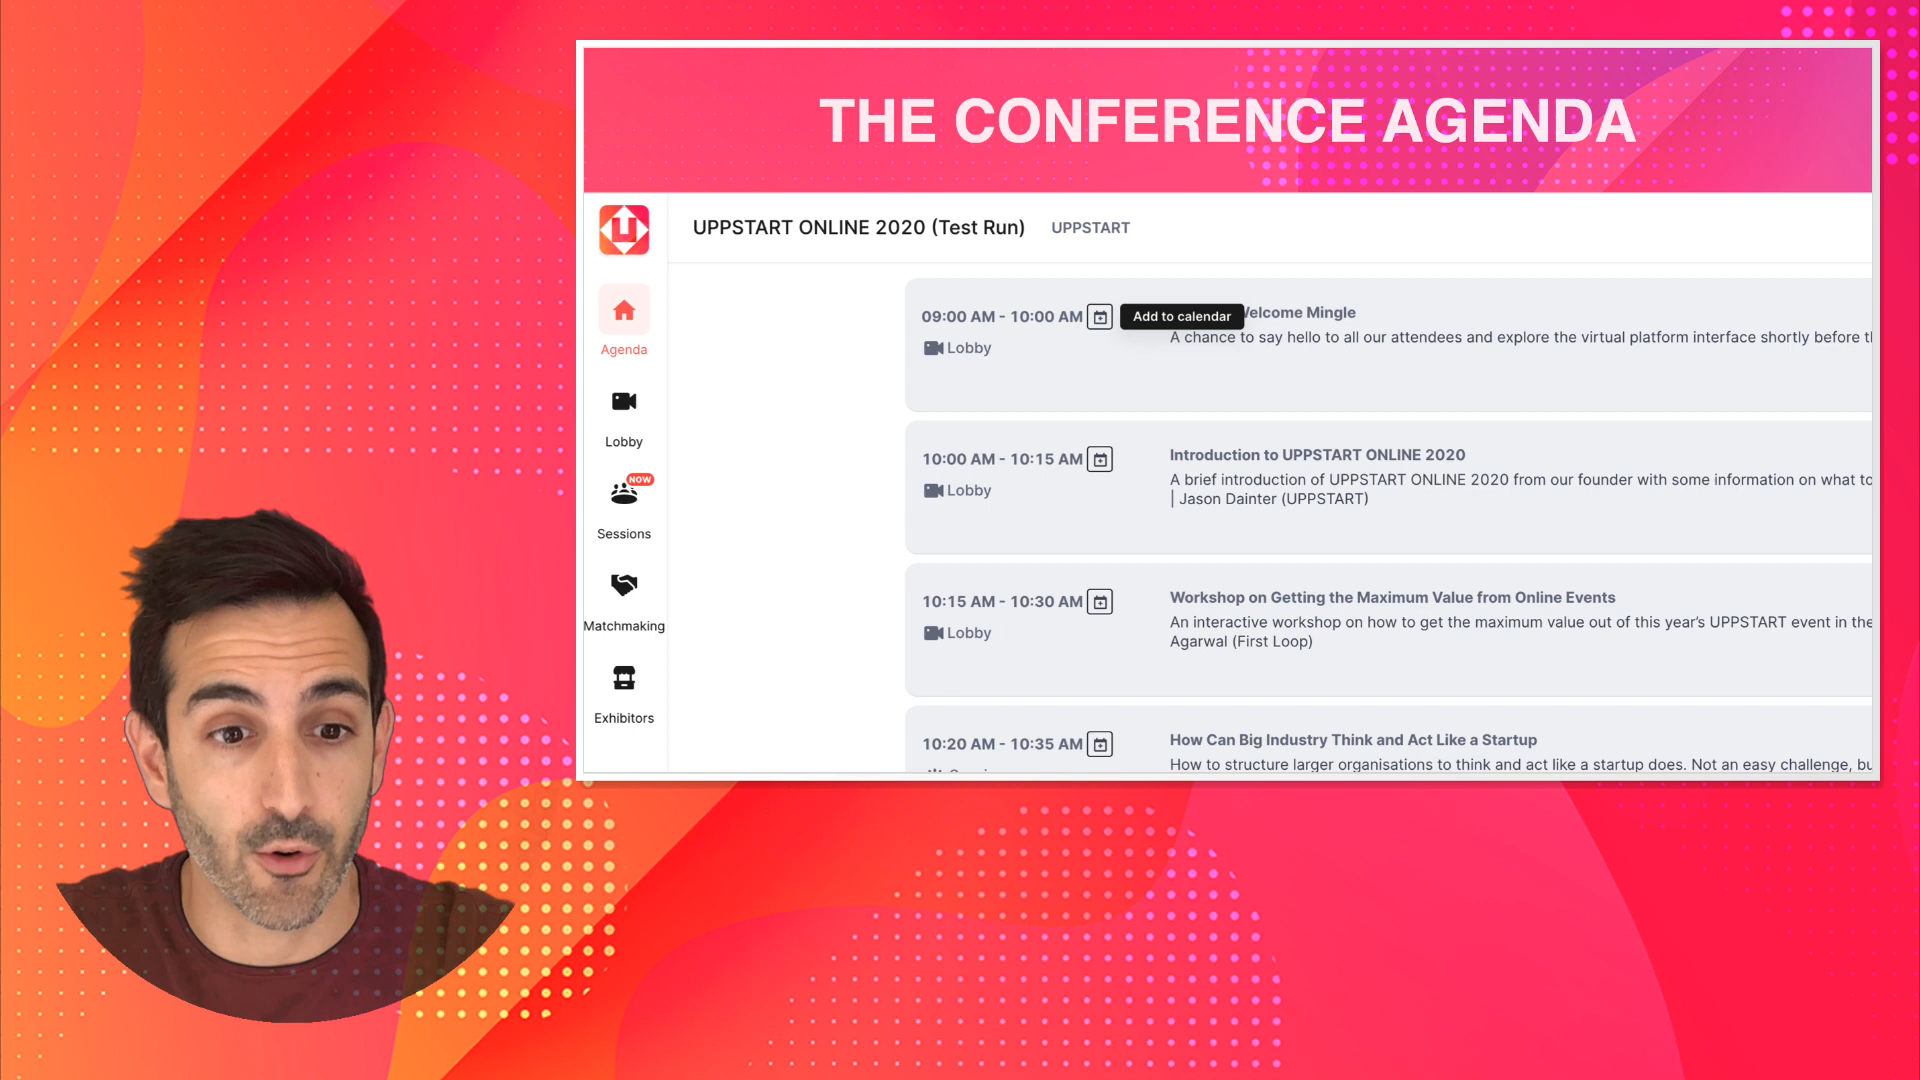 THE CONFERENCE AGENDA
UPPSTART ONLINE 2020 (Test Run) UPPSTART
Agenda
Lobby
NOW
Sessions
Matchmaking
Exhibitors
09:00 AM - 10:00 AM Add to calendar Welcome Mingle
A chance to say hello to all our attendees and explore the virtual platform interface shortly before
Lobby
10:00 AM - 10:15 AM Introduction to UPPSTART ONLINE 2020
A brief introduction of UPPSTART ONLINE 2020 from our founder with some information on what to
Lobby
| Jason Dainter (UPPSTART)
10:15 AM - 10:30 AM Workshop on Getting the Maximum Value from Online Events
An interactive workshop on how to get the maximum value out of this year's UPPSTART event in the
Lobby
Agarwal (First Loop)
10:20 AM - 10:35 AM How Can Big Industry Think and Act Like a Startup
How to structure larger organisations to think and act like a startup does. Not an easy challenge,